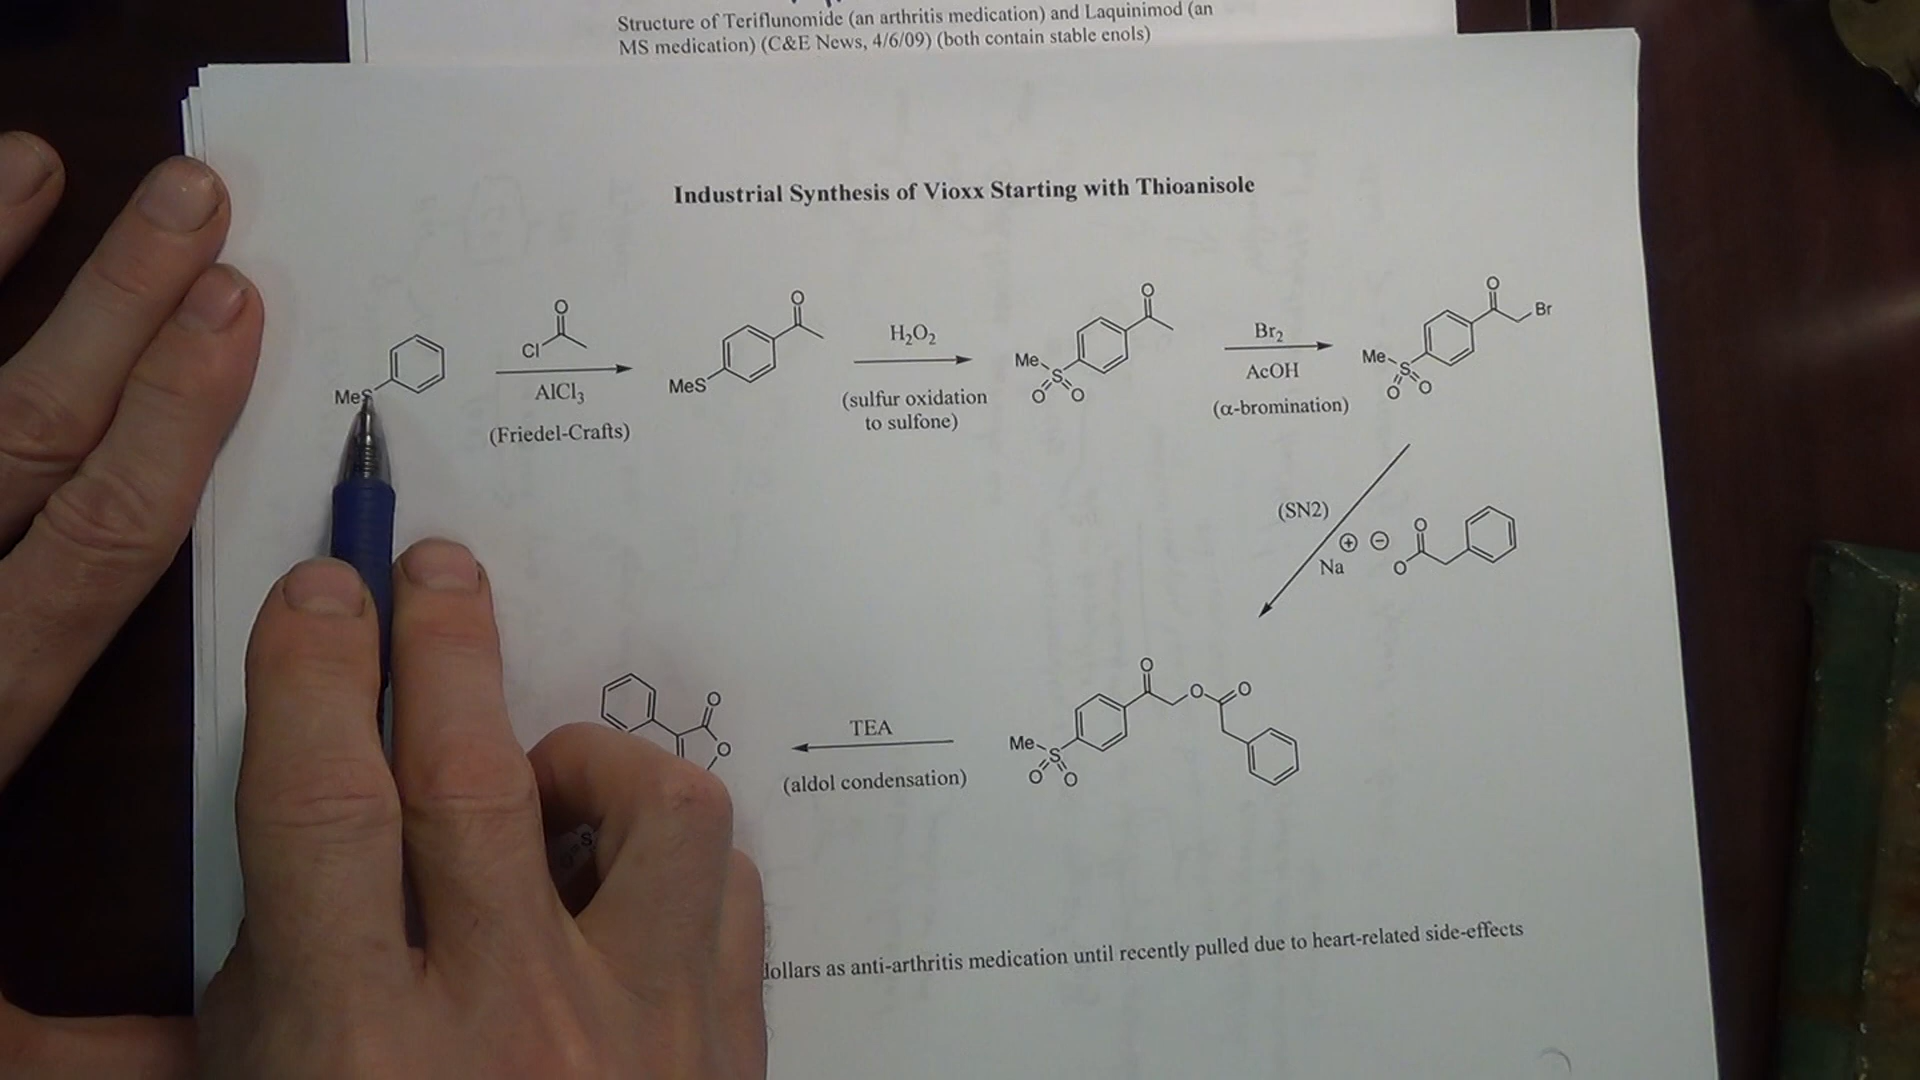 Structure of Teriflunomide (an arthritis medication) and Laquinimod (an
MS medication) (C&E News, 4/6/09) (both contain stable enols)
Industrial Synthesis of Vioxx Starting with Thioanisole
MeS
O
Cl
AlCl3
(Friedel-Crafts)
MeS
O
H2O2
(sulfur oxidation
to sulfone)
O
Me
S
O O
Br2
AcOH
(α-bromination)
O
Br
Me
S
O O
(SN2)
Na ⊕ ⊖
O
O
O
O
O
Me
S
O O
TEA
(aldol condensation)
O
O
S
dollars as anti-arthritis medication until recently pulled due to heart-related side-effects